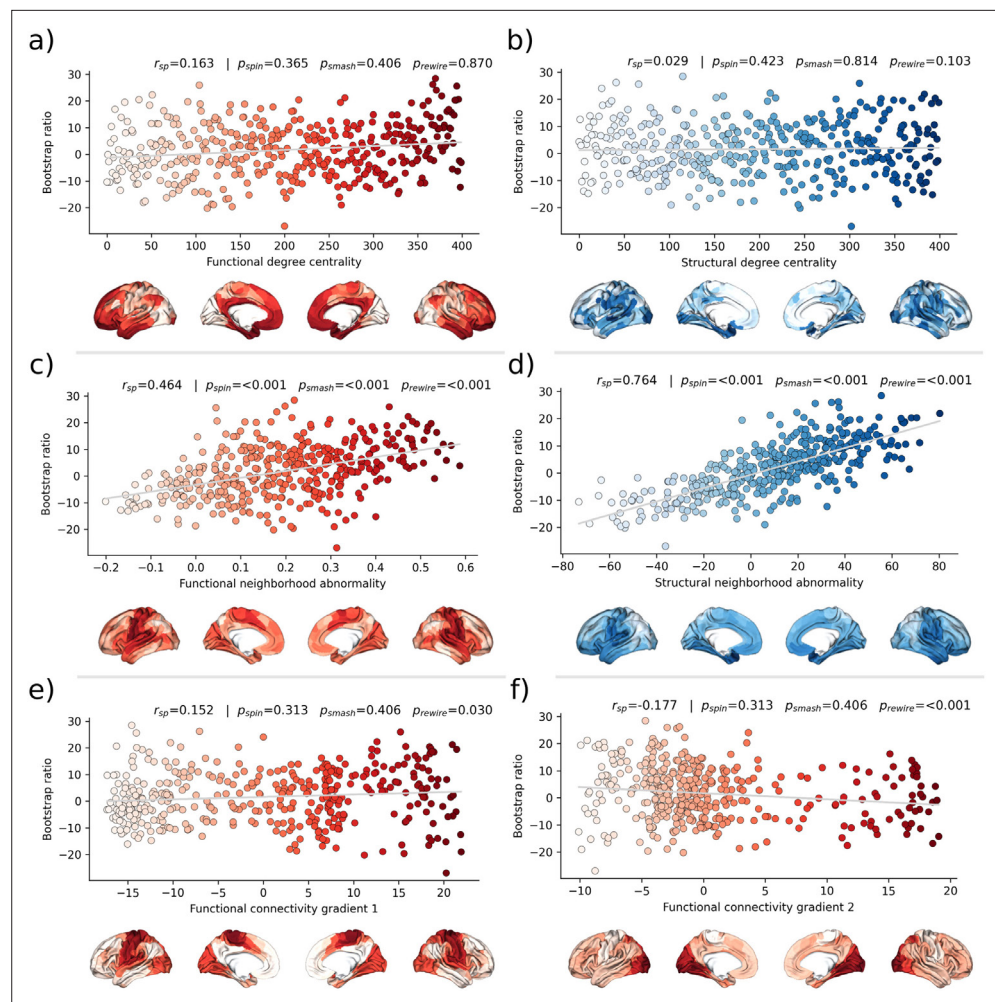 a)
r_sp=0.163 | p_spin=0.365 p_smash=0.406 p_rewire=0.870
30
20
10
0
−10
−20
Bootstrap ratio
0 50 100 150 200 250 300 350 400
Functional degree centrality
b)
r_sp=0.029 | p_spin=0.423 p_smash=0.814 p_rewire=0.103
30
20
10
0
−10
−20
Bootstrap ratio
0 50 100 150 200 250 300 350 400
Structural degree centrality
c)
r_sp=0.464 | p_spin=<0.001 p_smash=<0.001 p_rewire=<0.001
30
20
10
0
−10
−20
Bootstrap ratio
−0.2 −0.1 0.0 0.1 0.2 0.3 0.4 0.5 0.6
Functional neighborhood abnormality
d)
r_sp=0.764 | p_spin=<0.001 p_smash=<0.001 p_rewire=<0.001
30
20
10
0
−10
−20
Bootstrap ratio
−80 −60 −40 −20 0 20 40 60 80
Structural neighborhood abnormality
e)
r_sp=0.152 | p_spin=0.313 p_smash=0.406 p_rewire=0.030
30
20
10
0
−10
−20
Bootstrap ratio
−15 −10 −5 0 5 10 15 20
Functional connectivity gradient 1
f)
r_sp=-0.177 | p_spin=0.313 p_smash=0.406 p_rewire=<0.001
30
20
10
0
−10
−20
Bootstrap ratio
−10 −5 0 5 10 15 20
Functional connectivity gradient 2